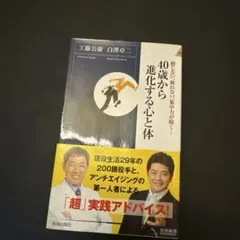 工藤公康 白澤卓二
40歳から
進化する心と体
現役生活29年の
200勝投手と、
アンチエイジングの
第一人者による
「超」実践アドバイス!